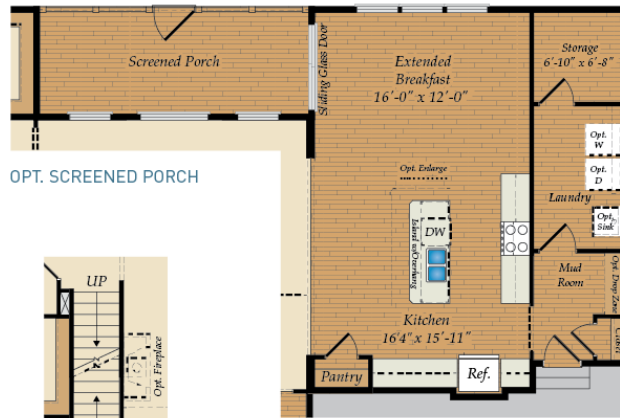 Screened Porch
Sliding Glass Door
Extended
Breakfast
16'-0" x 12'-0"
Storage
6'-10" x 6'-8"
Opt.
W
Opt.
D
Laundry
Opt.
Sink
OPT. SCREENED PORCH
Opt. Enlarge
DW
Island w/Overhang
Mud
Room
Opt. Drop Zone
UP
Opt. Fireplace
Kitchen
16'4" x 15'-11"
Pantry
Ref.